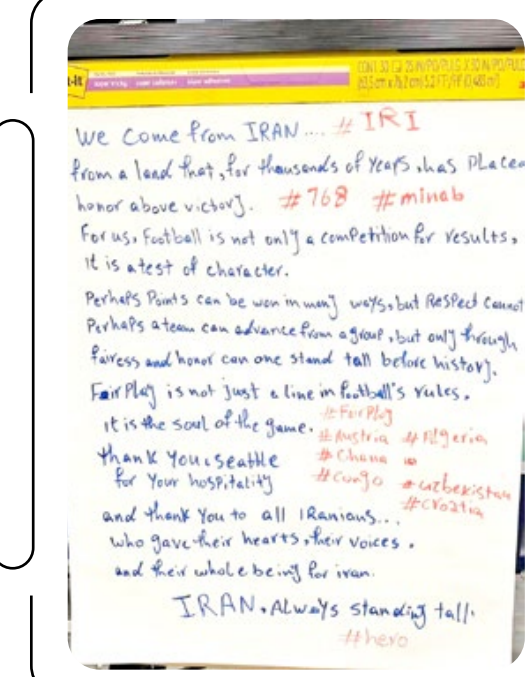 CONT. 30
We come from IRAN.... # IRI
from a land that, for thousands of Years, has Placed
honor above victory. #768 #minab
For us, Football is not only a competition for results,
it is a test of character.
Perhaps Points can be won in many ways, but Respect Cannot
Perhaps a team can advance from a group, but only through
fairess and honor can one stand tall before history.
Fair Play is not just a line in football's rules.
it is the soul of the game. #FairPlay
#Austria #Algeria
thank You, seattle #Ghana
for Your hospitality #Congo #uzbekistan
#croatia
and thank You to all IRanians...
who gave their hearts, their voices,
and their whole being for iran.
IRAN, Always standing tall.
#hero